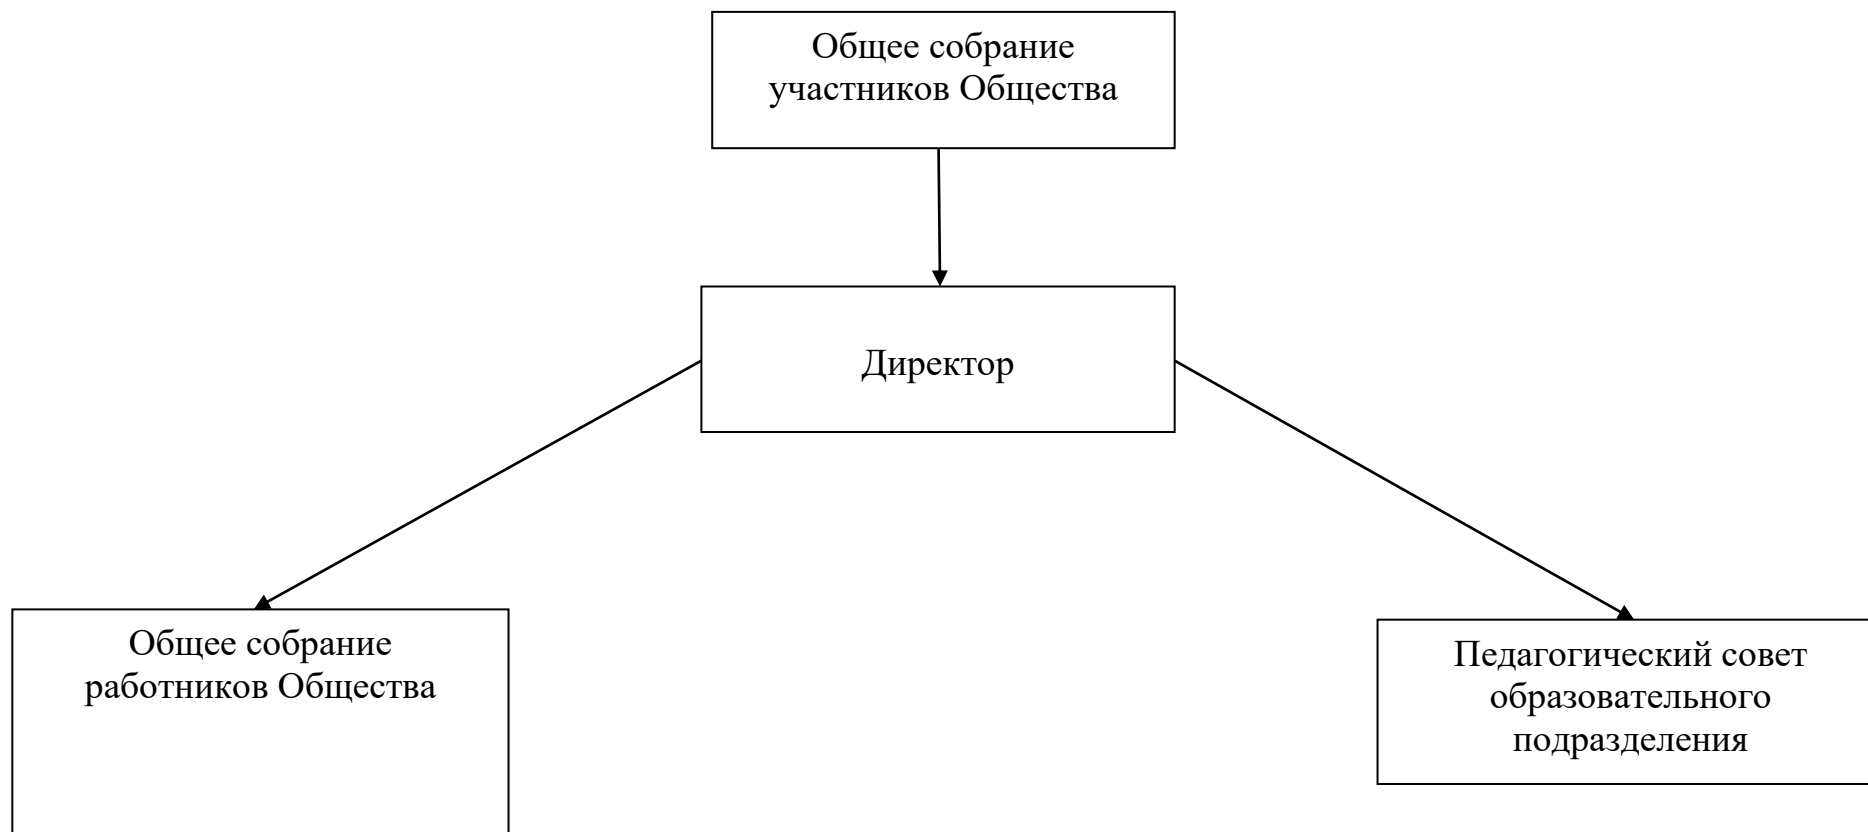 Общее собрание
участников Общества
Директор
Общее собрание
работников Общества
Педагогический совет
образовательного
подразделения